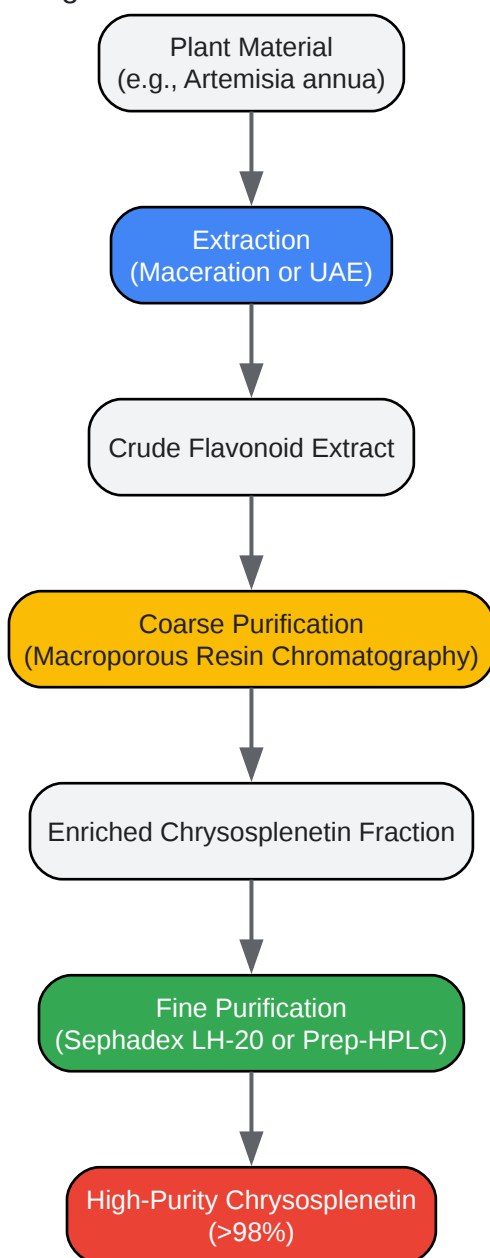 Plant Material
(e.g., Artemisia annua)
Extraction
(Maceration or UAE)
Crude Flavonoid Extract
Coarse Purification
(Macroporous Resin Chromatography)
Enriched Chrysosplenetin Fraction
Fine Purification
(Sephadex LH-20 or Prep-HPLC)
High-Purity Chrysosplenetin
(>98%)